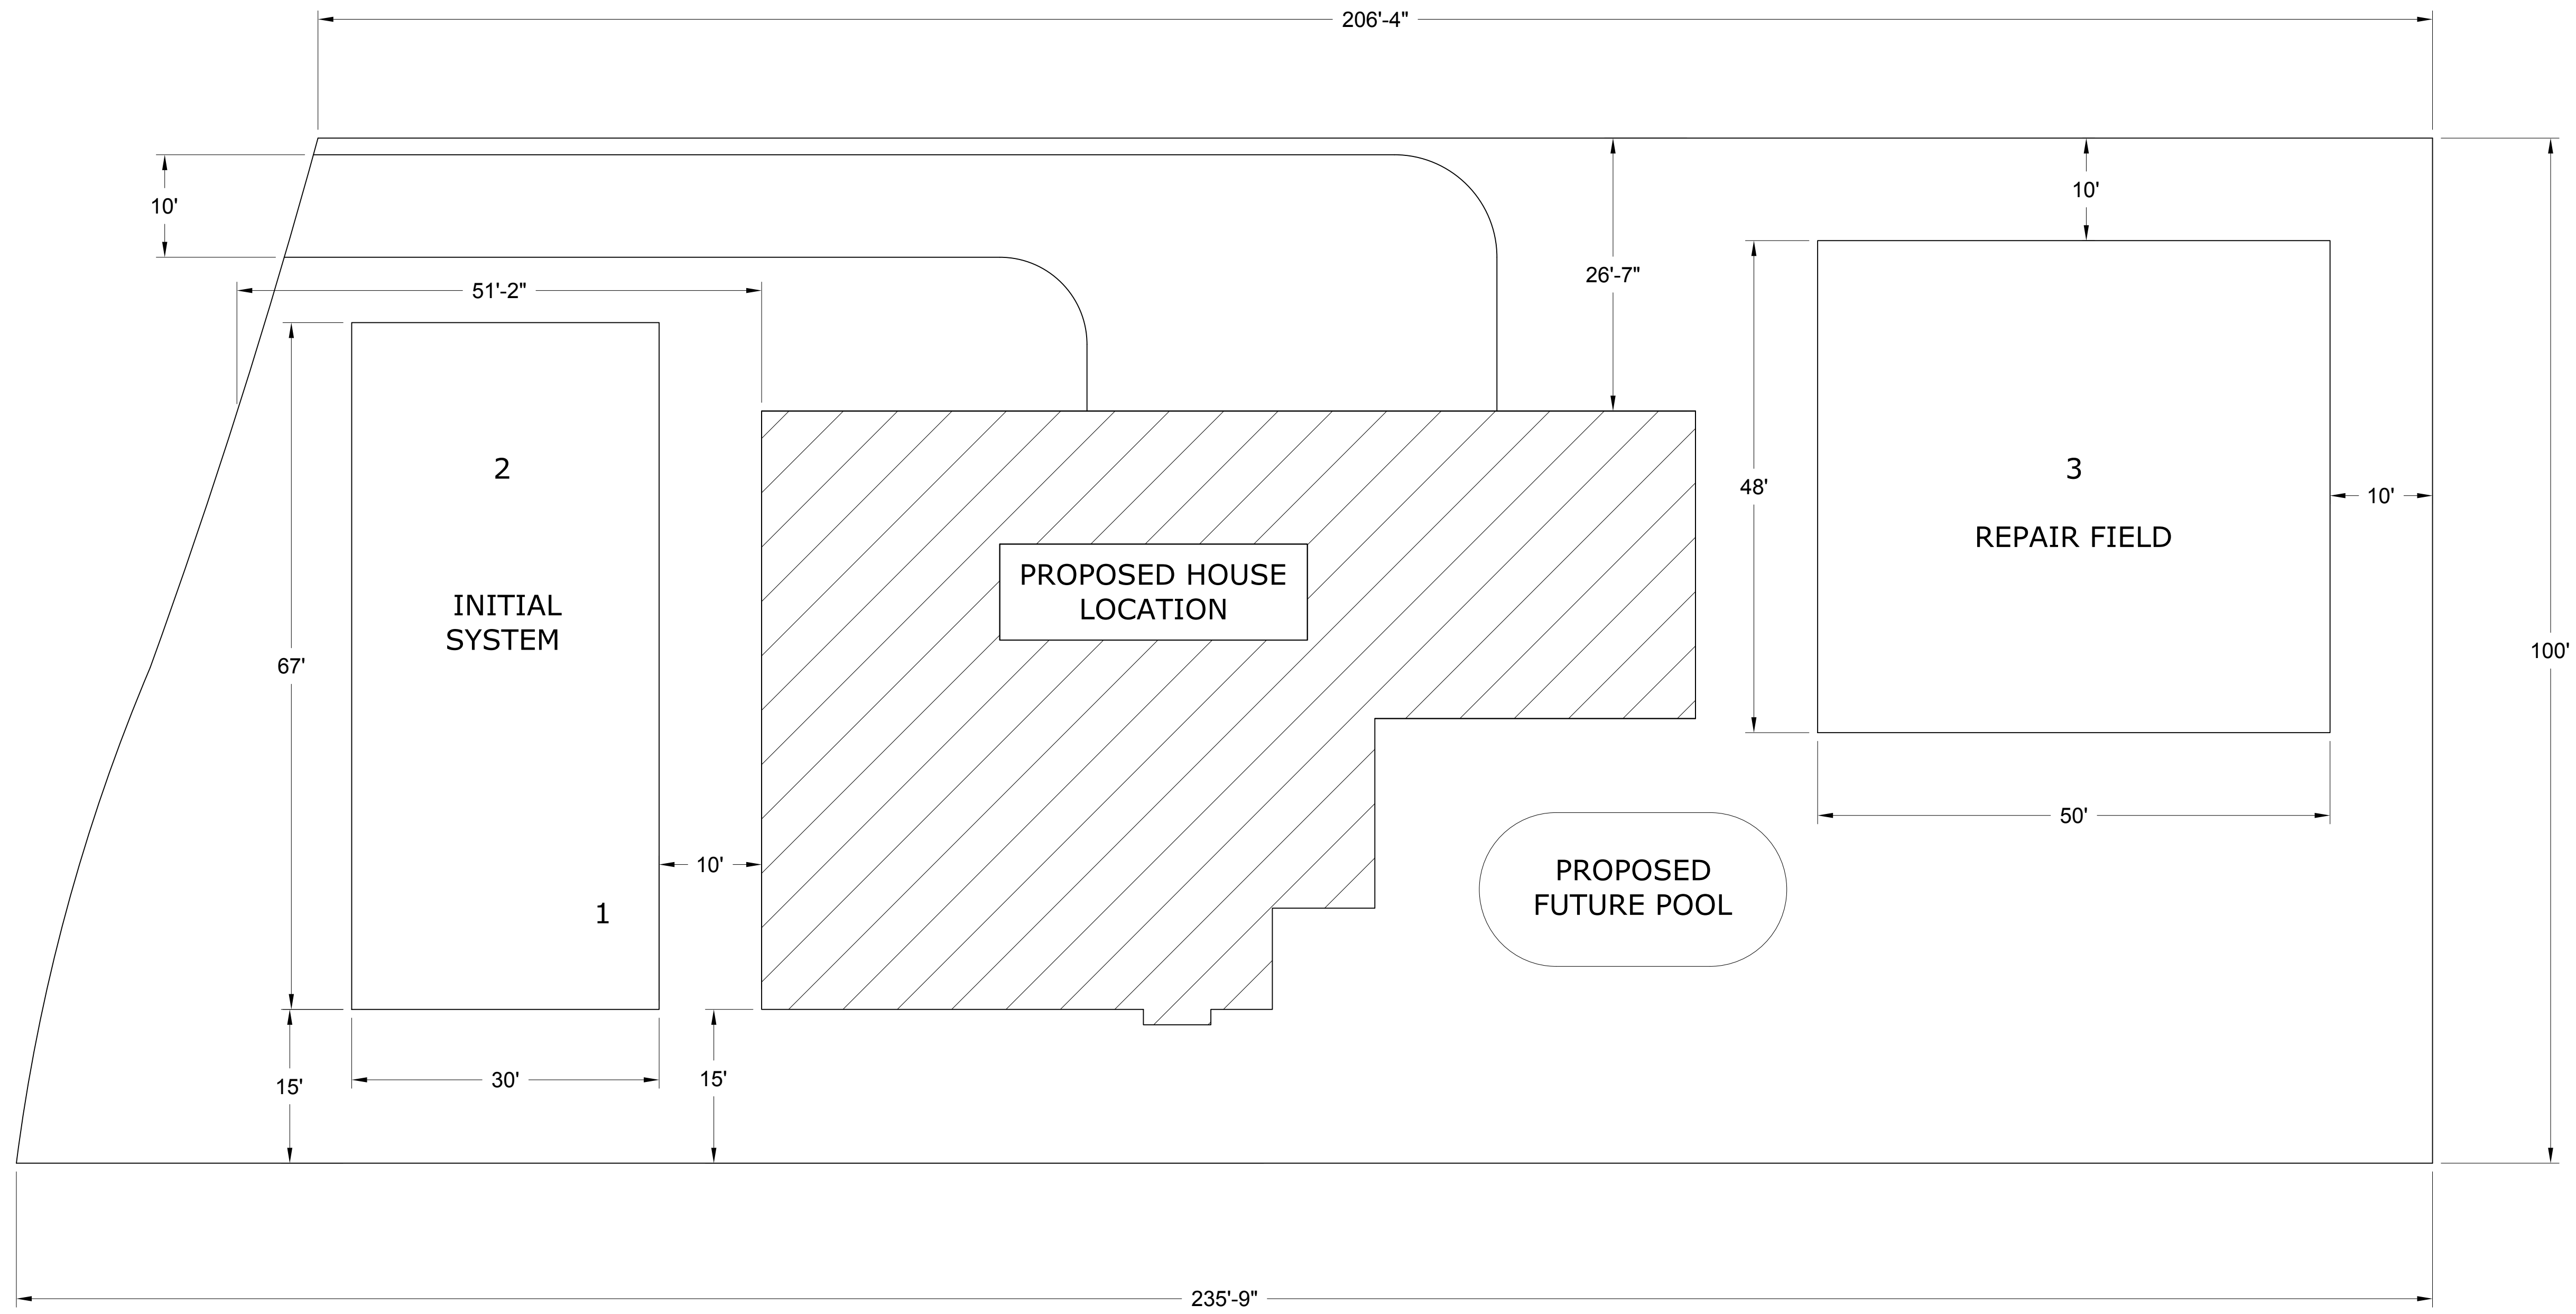 206'-4"
10'
10'
26'-7"
51'-2"
2
3
48'
10'
REPAIR FIELD
PROPOSED HOUSE
LOCATION
INITIAL
SYSTEM
100'
67'
50'
10'
PROPOSED
FUTURE POOL
1
30'
15'
15'
235'-9"